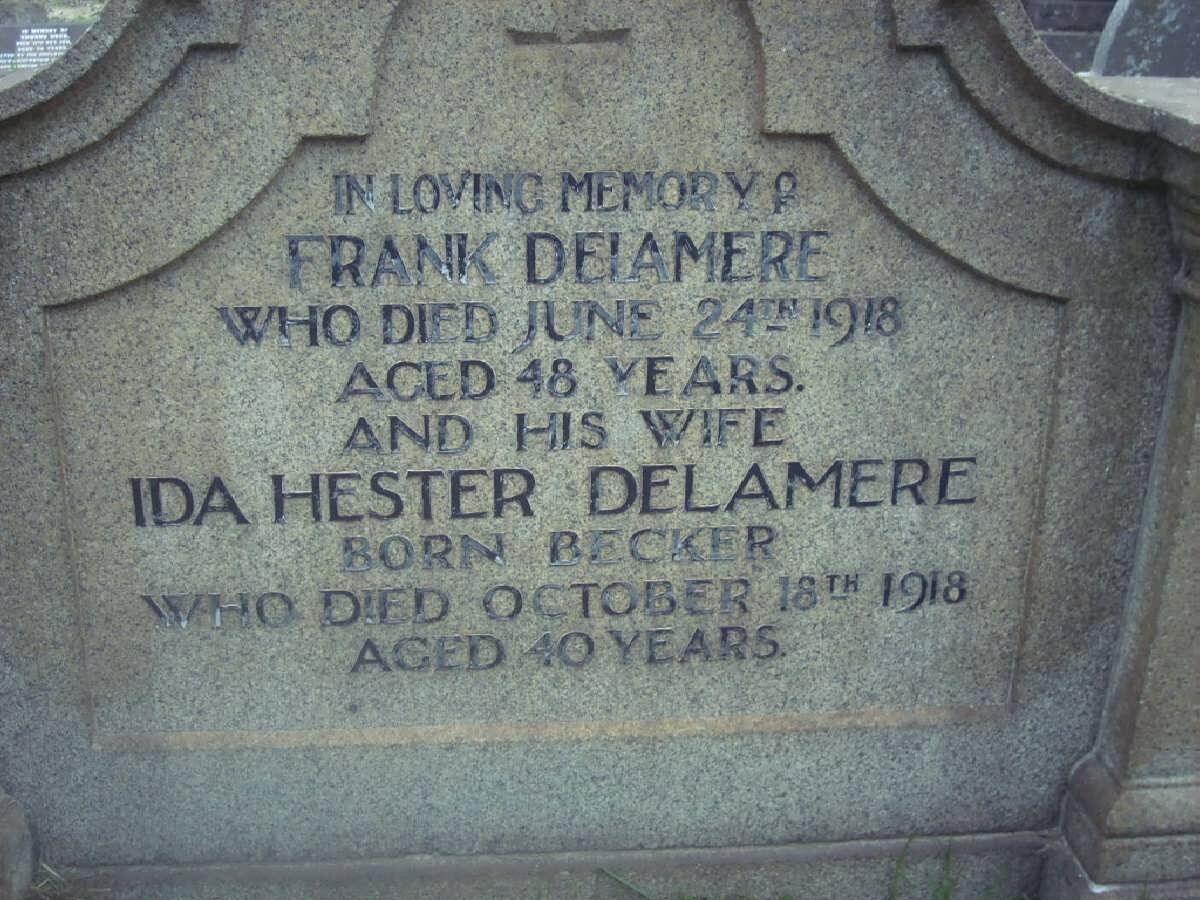 IN LOVING MEMORY OF
FRANK DELAMERE
WHO DIED JUNE 24TH 1918
AGED 48 YEARS.
AND HIS WIFE
IDA HESTER DELAMERE
BORN BECKER
WHO DIED OCTOBER 18TH 1918
AGED 40 YEARS.